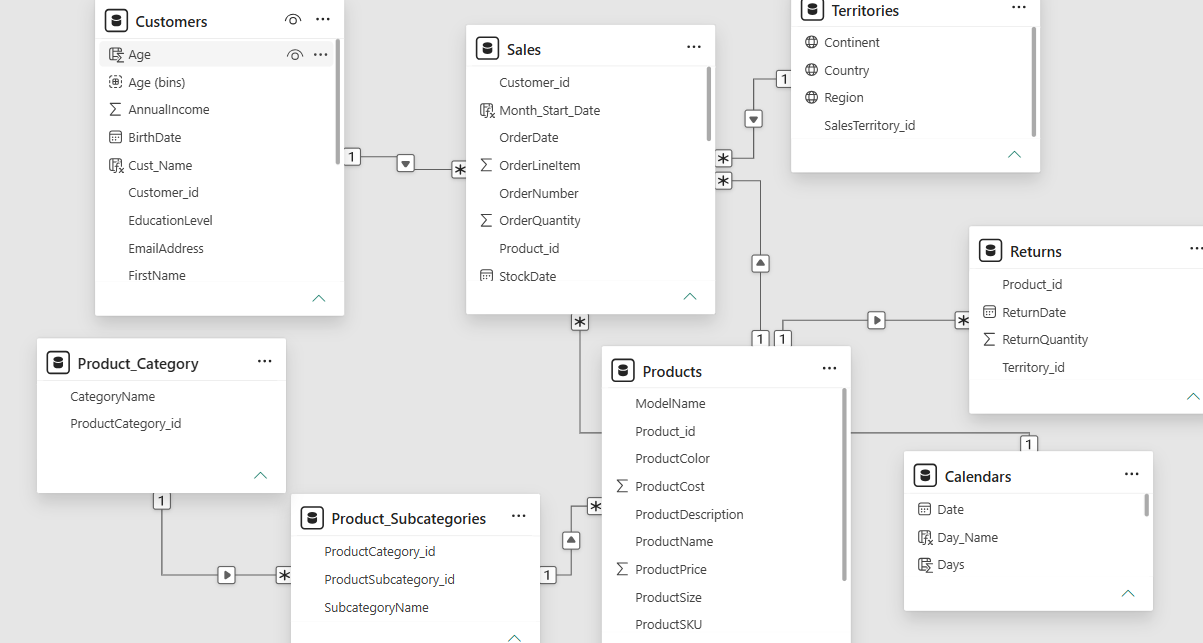 Customers
Age
Age (bins)
AnnualIncome
BirthDate
Cust_Name
Customer_id
EducationLevel
EmailAddress
FirstName
1
*
Sales
Customer_id
Month_Start_Date
OrderDate
OrderLineItem
OrderNumber
OrderQuantity
Product_id
StockDate
*
*
*
1
Territories
Continent
Country
Region
SalesTerritory_id
Returns
Product_id
ReturnDate
ReturnQuantity
Territory_id
1
1
*
Product_Category
CategoryName
ProductCategory_id
1
*
Product_Subcategories
ProductCategory_id
ProductSubcategory_id
SubcategoryName
1
*
Products
ModelName
Product_id
ProductColor
ProductCost
ProductDescription
ProductName
ProductPrice
ProductSize
ProductSKU
1
Calendars
Date
Day_Name
Days